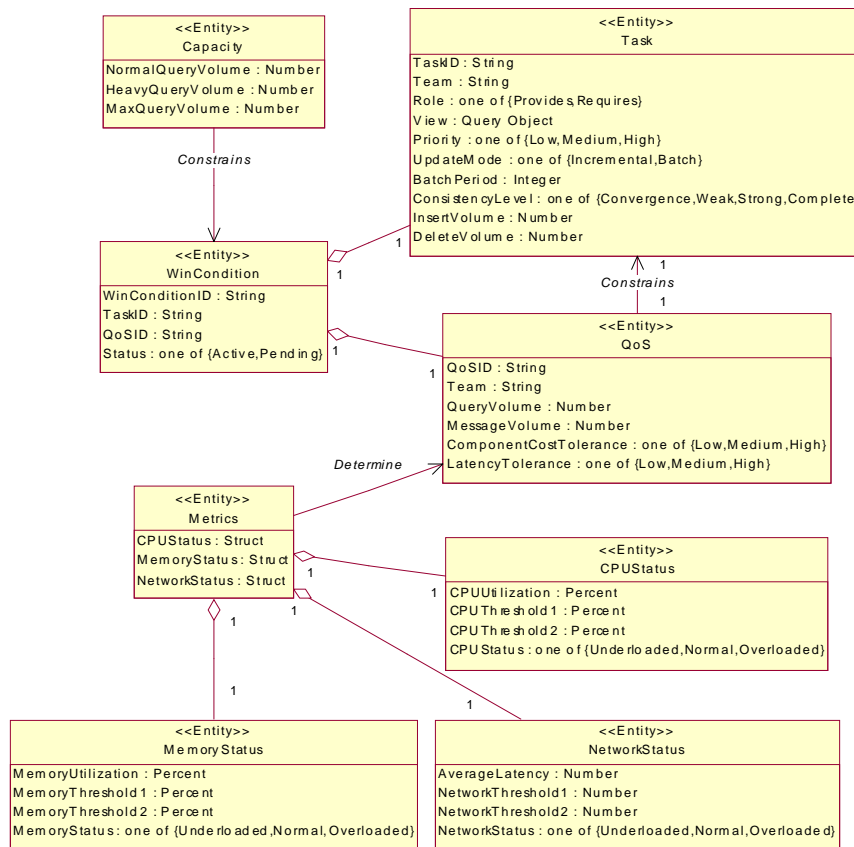 <<Entity>>
Capacity
NormalQueryVolume : Number
HeavyQueryVolume : Number
MaxQueryVolume : Number
<<Entity>>
Task
TaskID : String
Team : String
Role : one of {Provides,Requires}
View : Query Object
Priority : one of {Low,Medium,High}
UpdateMode : one of {Incremental,Batch}
BatchPeriod : Integer
ConsistencyLevel : one of {Convergence,Weak,Strong,Complete
InsertVolume : Number
DeleteVolume : Number
Constrains
<<Entity>>
WinCondition
WinConditionID : String
TaskID : String
QoSID : String
Status : one of {Active,Pending}
1
1
1
Constrains
1
1
1
<<Entity>>
QoS
QoSID : String
Team : String
QueryVolume : Number
MessageVolume : Number
ComponentCostTolerance : one of {Low,Medium,High}
LatencyTolerance : one of {Low,Medium,High}
Determine
<<Entity>>
Metrics
CPUStatus : Struct
MemoryStatus : Struct
NetworkStatus : Struct
1
1
1
1
1
1
<<Entity>>
CPUStatus
CPUUtilization : Percent
CPUThreshold1 : Percent
CPUThreshold2 : Percent
CPUStatus : one of {Underloaded,Normal,Overloaded}
<<Entity>>
MemoryStatus
MemoryUtilization : Percent
MemoryThreshold1 : Percent
MemoryThreshold2 : Percent
MemoryStatus : one of {Underloaded,Normal,Overloaded}
<<Entity>>
NetworkStatus
AverageLatency : Number
NetworkThreshold1 : Number
NetworkThreshold2 : Number
NetworkStatus : one of {Underloaded,Normal,Overloaded}